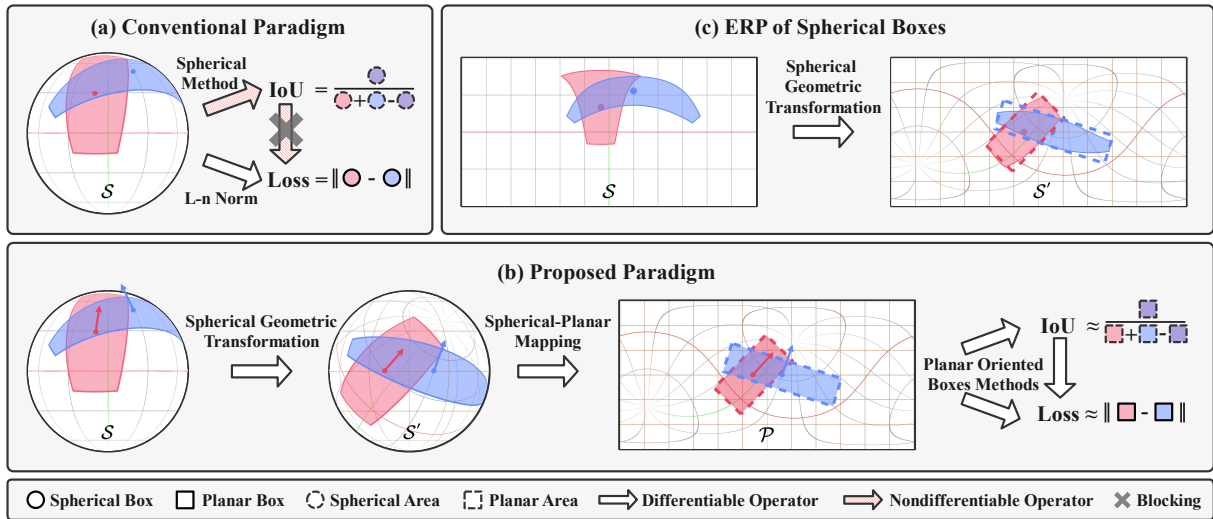 (a) Conventional Paradigm
Spherical
Method
IoU
=
+
-
Loss = ‖ - ‖
L-n Norm
S
(c) ERP of Spherical Boxes
S
Spherical
Geometric
Transformation
S'
(b) Proposed Paradigm
S
Spherical Geometric
Transformation
S'
Spherical-Planar
Mapping
P
Planar Oriented
Boxes Methods
IoU
≈
+
-
Loss ≈ ‖ - ‖
Spherical Box
Planar Box
Spherical Area
Planar Area
Differentiable Operator
Nondifferentiable Operator
Blocking